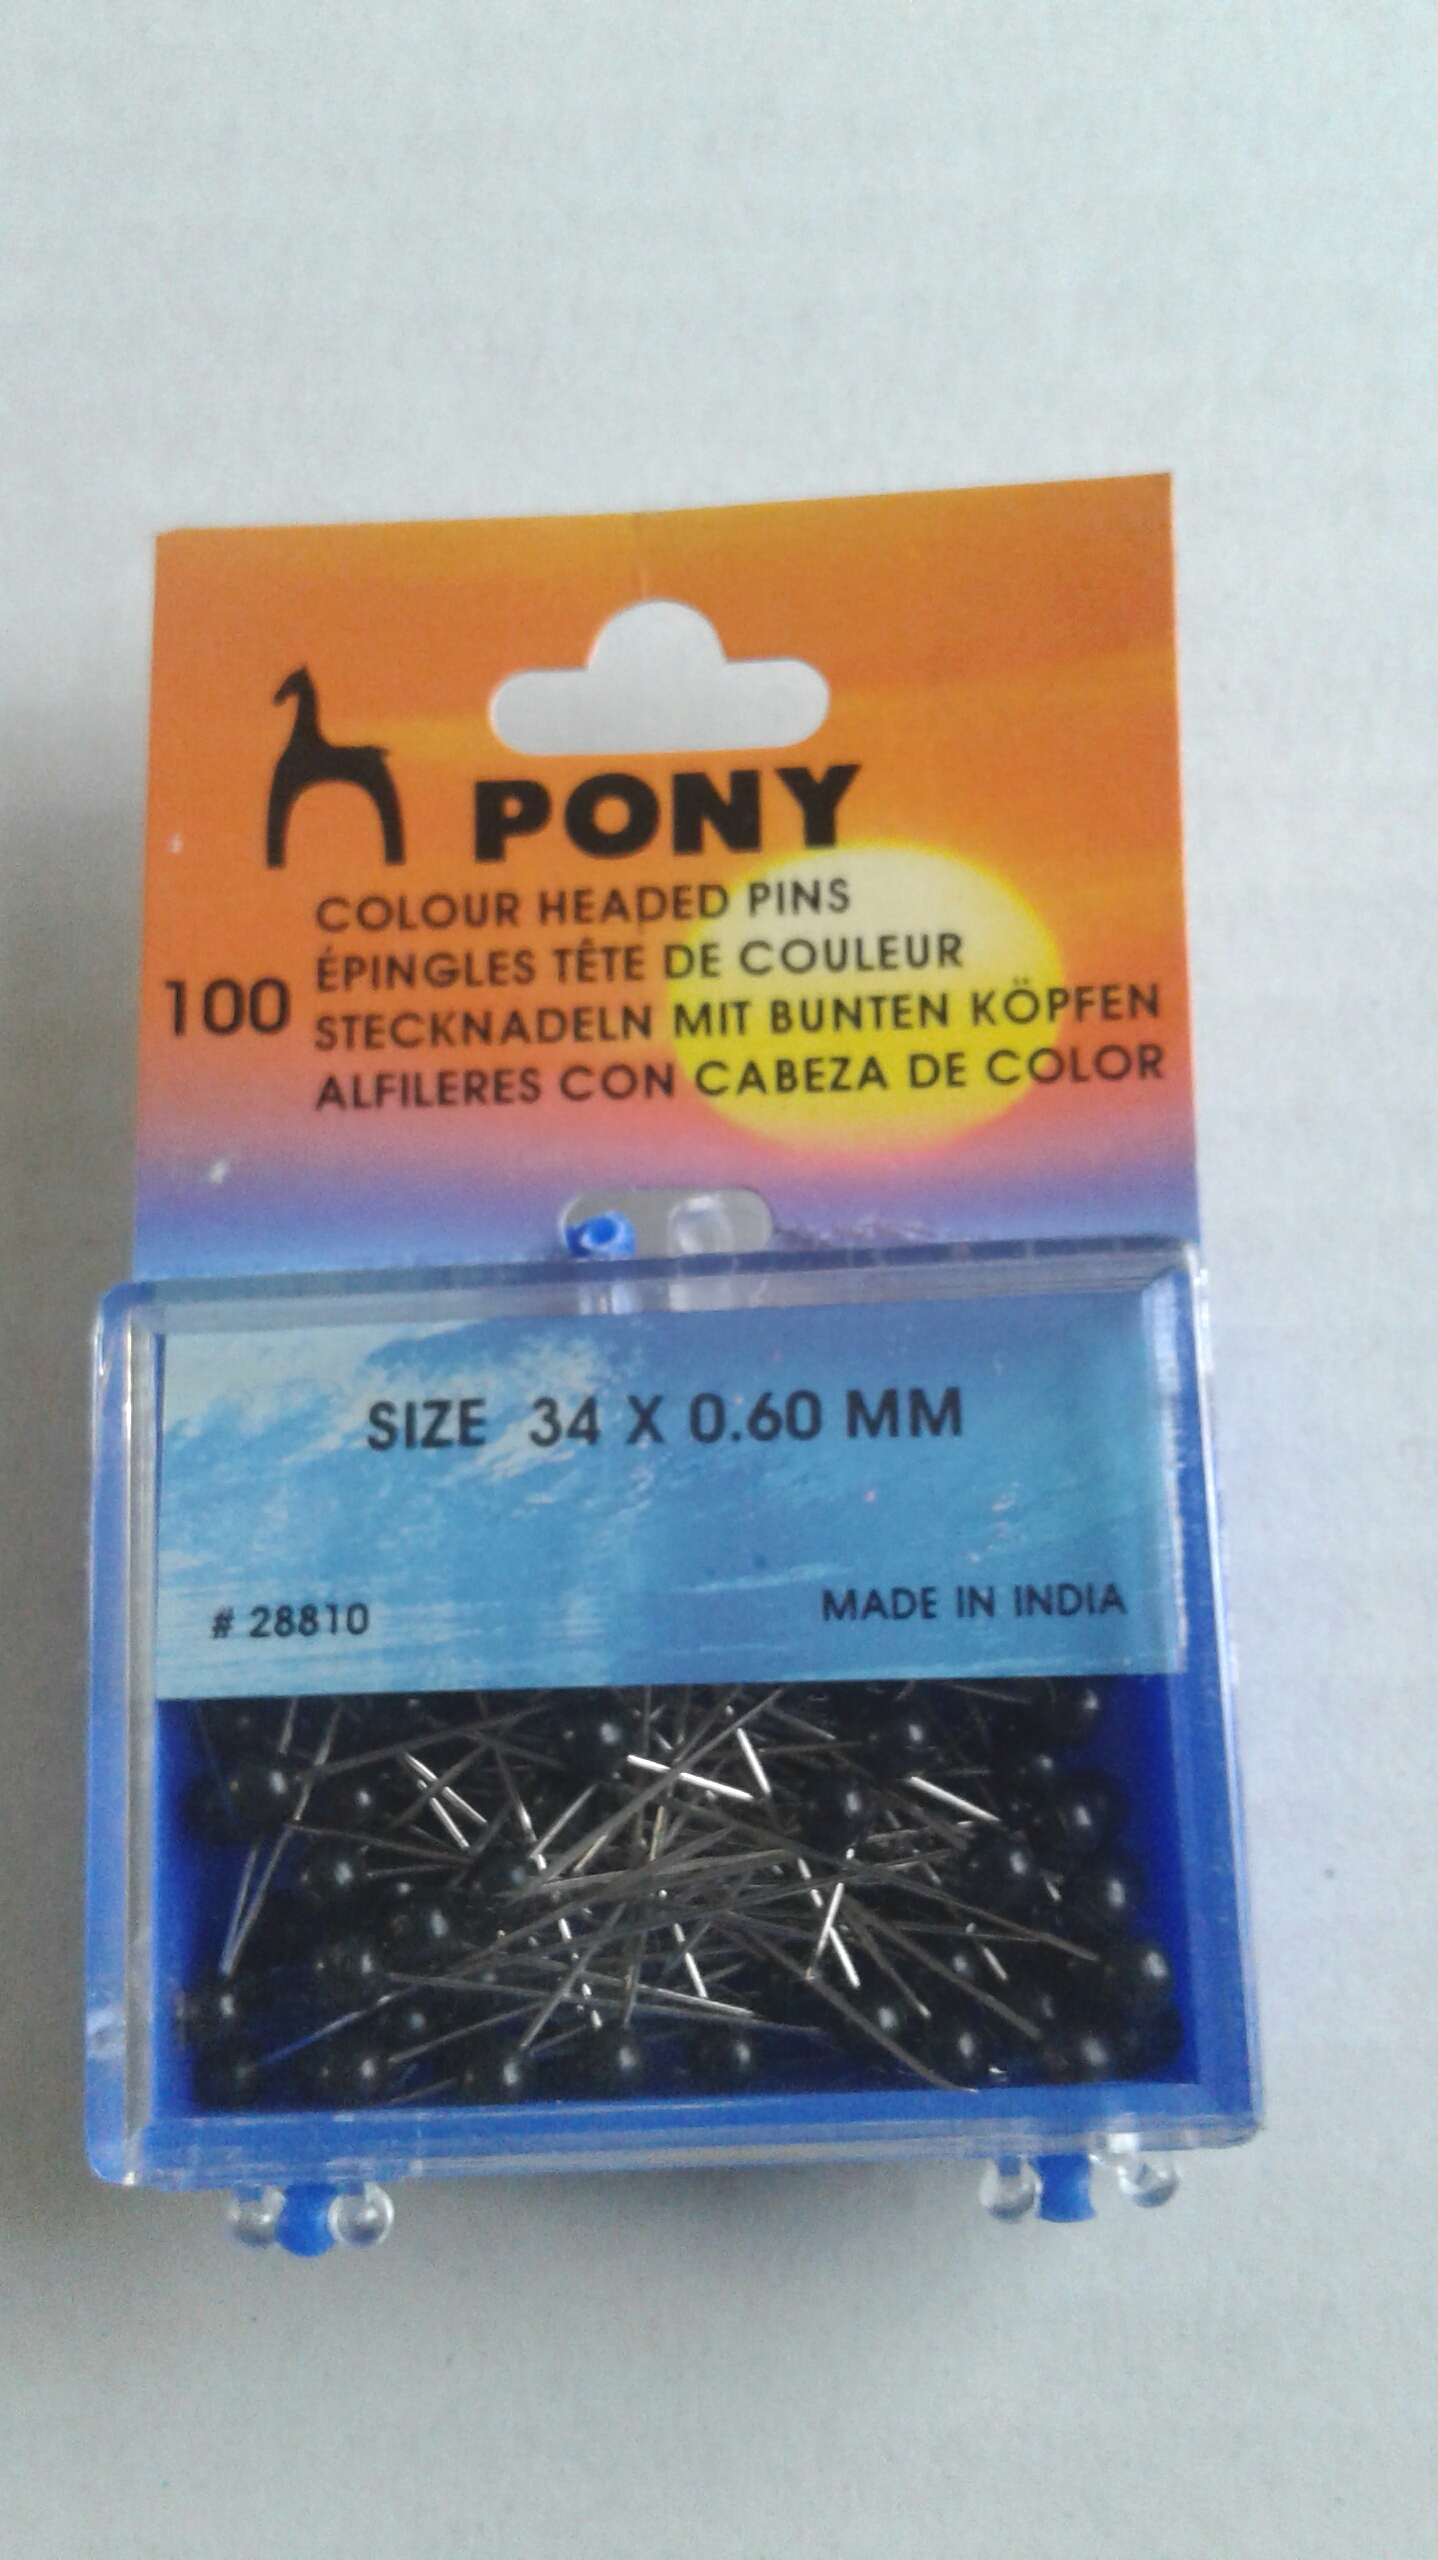 PONY
COLOUR HEADED PINS
ÉPINGLES TÊTE DE COULEUR
100
STECKNADELN MIT BUNTEN KÖPFEN
ALFILERES CON CABEZA DE COLOR
SIZE 34 X 0.60 MM
# 28810
MADE IN INDIA